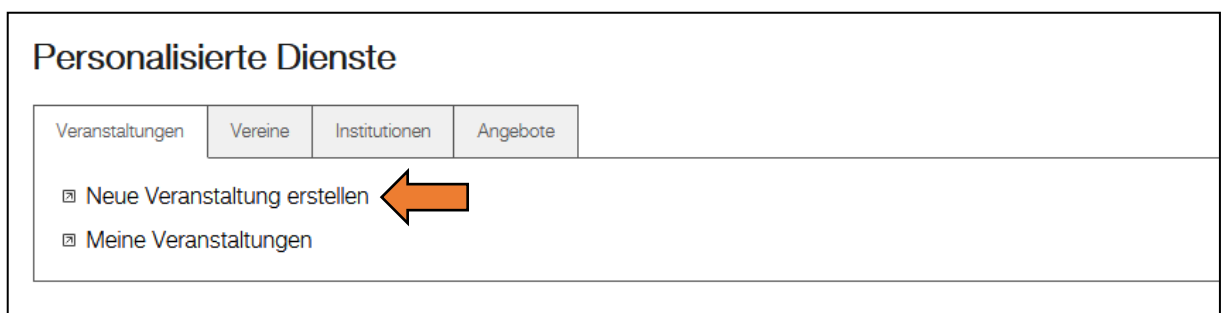 Personalisierte Dienste
Veranstaltungen Vereine Institutionen Angebote
Neue Veranstaltung erstellen
Meine Veranstaltungen